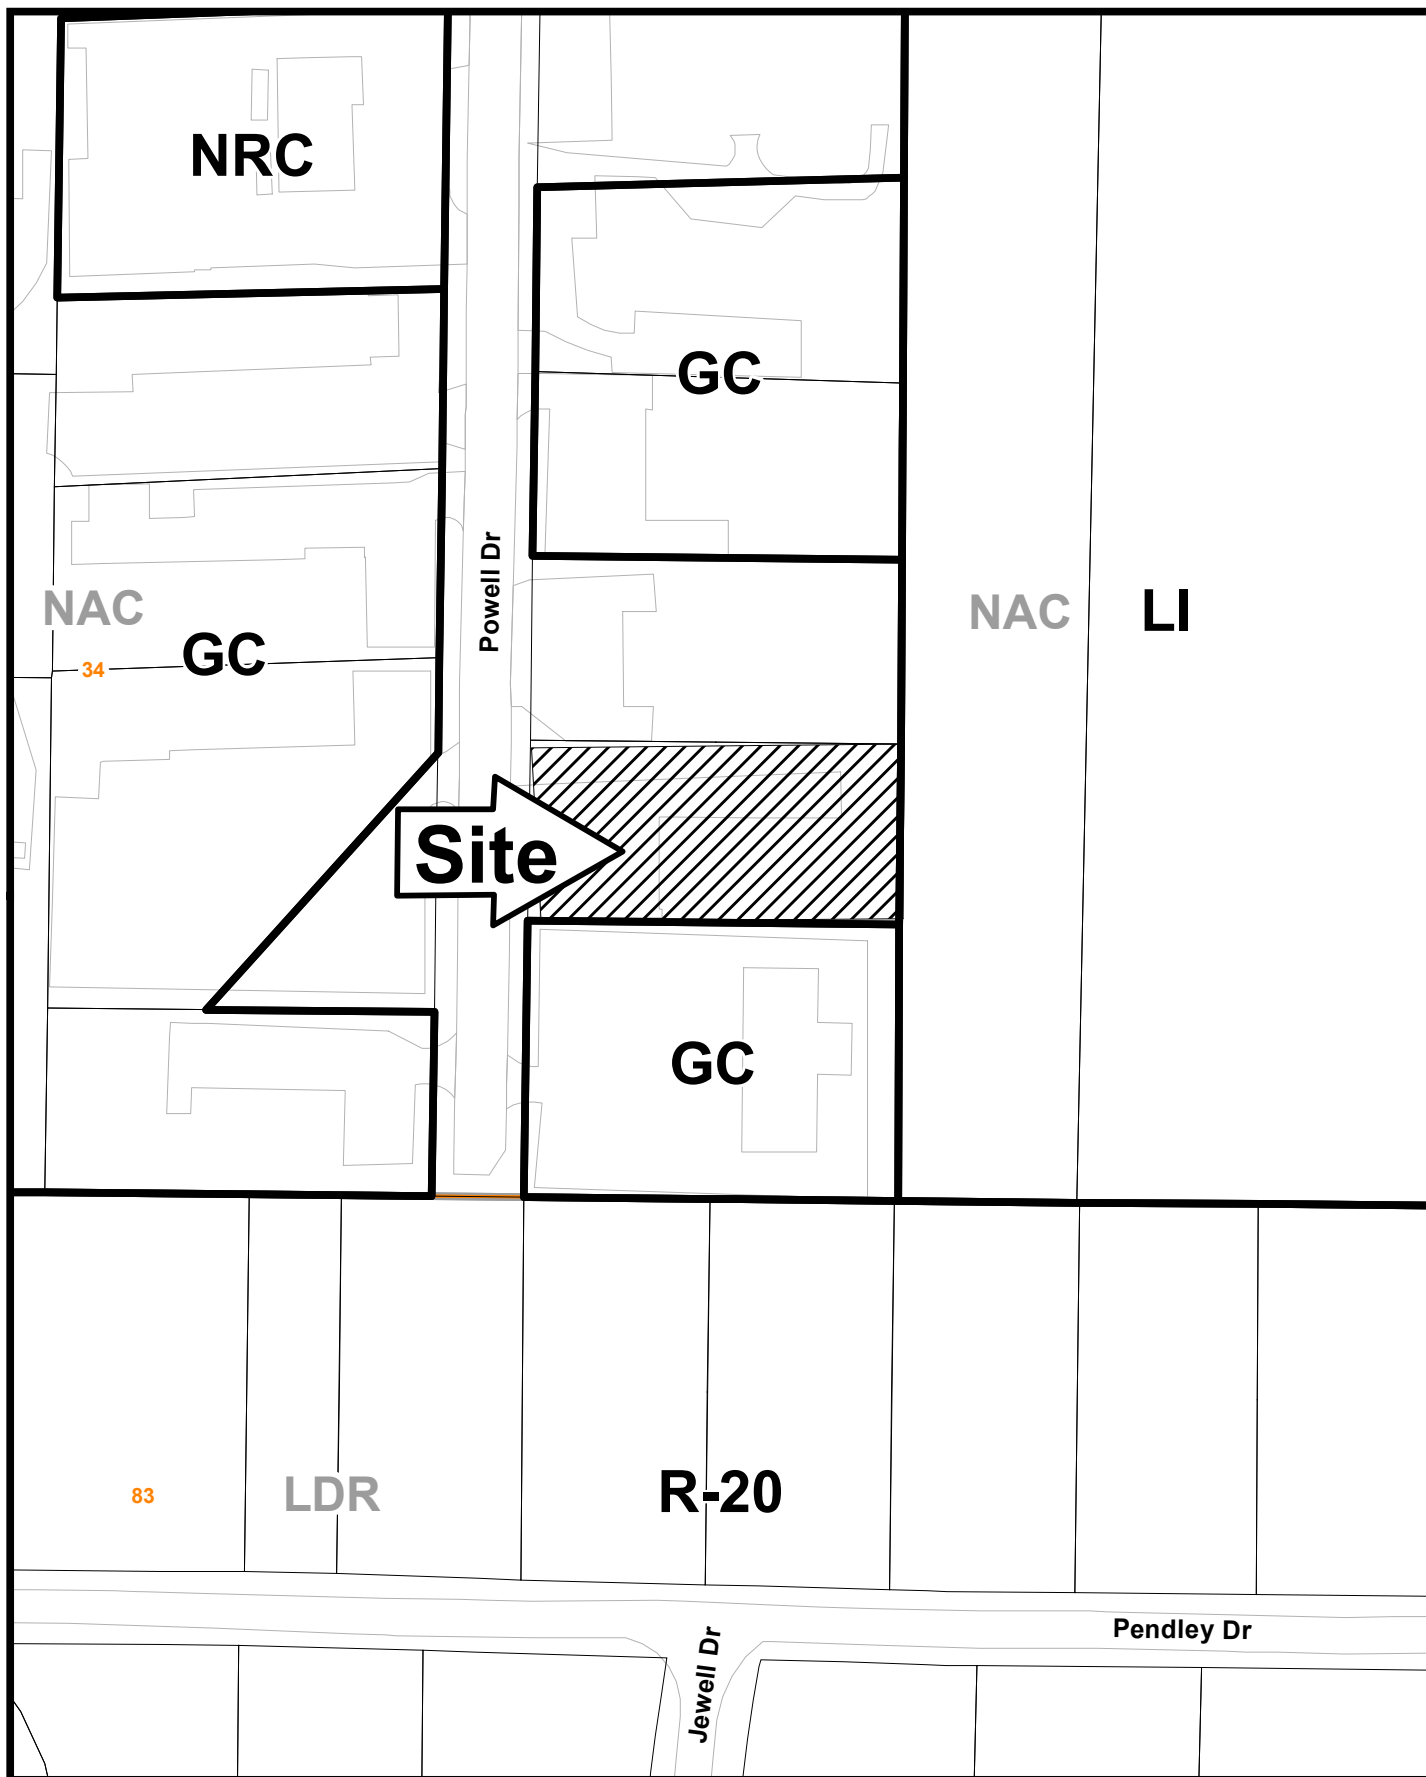 NRC
GC
Powell Dr
NAC
GC
34
NAC
LI
Site
GC
83
LDR
R-20
Pendley Dr
Jewell Dr